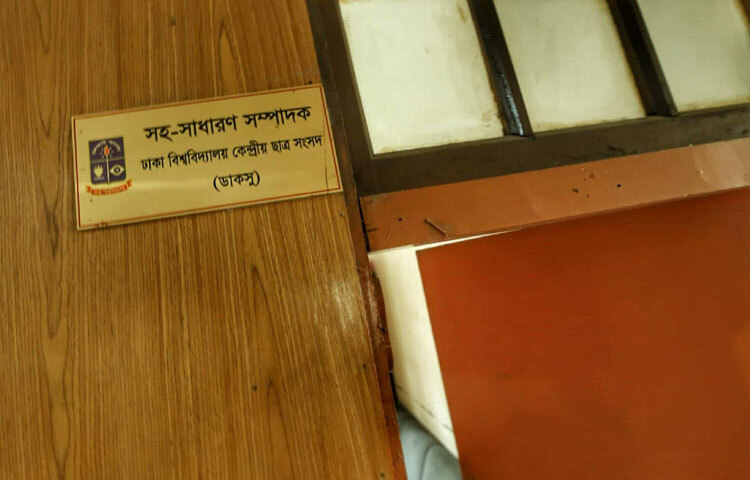 সহ-সাধারণ সম্পাদক
ঢাকা বিশ্ববিদ্যালয় কেন্দ্রীয় ছাত্র সংসদ
(ডাকসু)